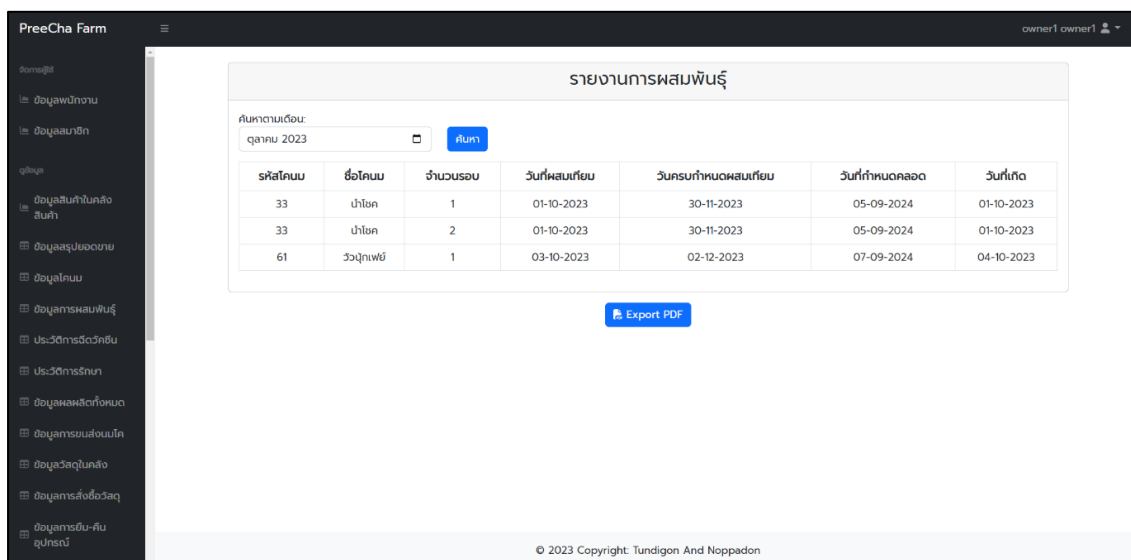 PreeCha Farm
owner1 owner1
จัดการผู้ใช้
ข้อมูลพนักงาน
ข้อมูลสมาชิก
ดูข้อมูล
ข้อมูลสินค้าในคลัง
สินค้า
ข้อมูลสรุปยอดขาย
ข้อมูลโคนม
ข้อมูลการผสมพันธุ์
ประวัติการฉีดวัคซีน
ประวัติการรักษา
ข้อมูลผลผลิตทั้งหมด
ข้อมูลการขนส่งนมโค
ข้อมูลวัสดุในคลัง
ข้อมูลการสั่งซื้อวัสดุ
ข้อมูลการยืม-คืน
อุปกรณ์
รายงานการผสมพันธุ์
ค้นหาตามเดือน:
ตุลาคม 2023 ค้นหา
รหัสโคนม ชื่อโคนม จำนวนรอบ วันที่ผสมเทียม วันครบกำหนดผสมเทียม วันที่กำหนดคลอด วันที่เกิด
33 นำโชค 1 01-10-2023 30-11-2023 05-09-2024 01-10-2023
33 นำโชค 2 01-10-2023 30-11-2023 05-09-2024 01-10-2023
61 วัวบุ๊กเฟย์ 1 03-10-2023 02-12-2023 07-09-2024 04-10-2023
Export PDF
© 2023 Copyright: Tundigon And Noppadon